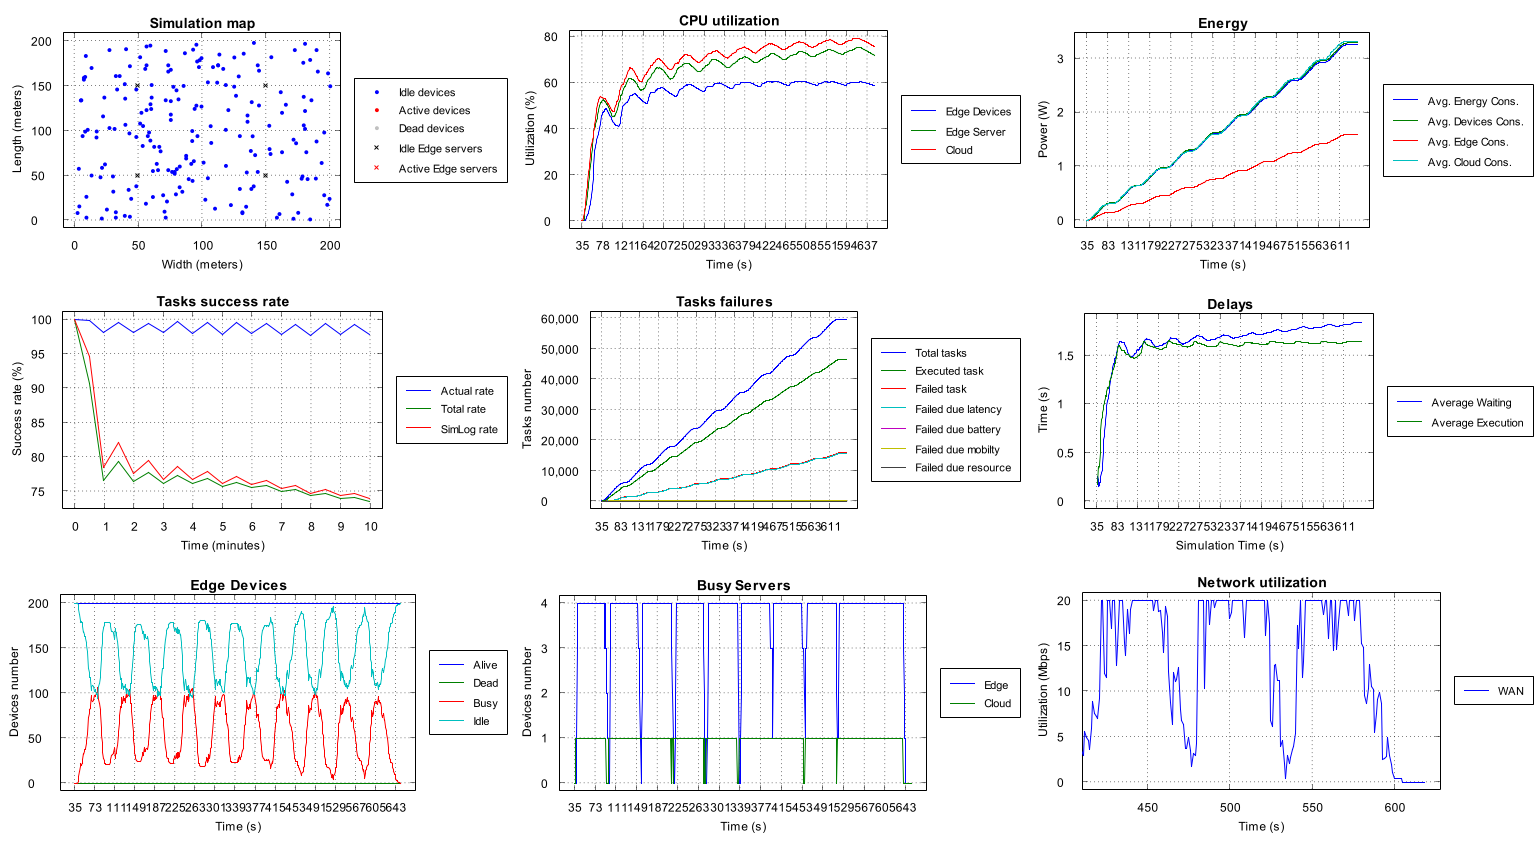 Simulation map
Length (meters)
200
150
100
50
0
0 50 100 150 200
Width (meters)
Idle devices
Active devices
Dead devices
Idle Edge servers
Active Edge servers
CPU utilization
Utilization (%)
80
60
40
20
0
Time (s)
Edge Devices
Edge Server
Cloud
Energy
Power (W)
3
2
1
0
Time (s)
Avg. Energy Cons.
Avg. Devices Cons.
Avg. Edge Cons.
Avg. Cloud Cons.
Tasks success rate
Success rate (%)
100
95
90
85
80
75
0 1 2 3 4 5 6 7 8 9 10
Time (minutes)
Actual rate
Total rate
SimLog rate
Tasks failures
Tasks number
60,000
50,000
40,000
30,000
20,000
10,000
0
Time (s)
Total tasks
Executed task
Failed task
Failed due latency
Failed due battery
Failed due mobilty
Failed due resource
Delays
Time (s)
1.5
1
0.5
0
Simulation Time (s)
Average Waiting
Average Execution
Edge Devices
Devices number
200
150
100
50
0
Time (s)
Alive
Dead
Busy
Idle
Busy Servers
Devices number
4
3
2
1
0
Time (s)
Edge
Cloud
Network utilization
Utilization (Mbps)
20
15
10
5
0
450 500 550 600
Time (s)
WAN